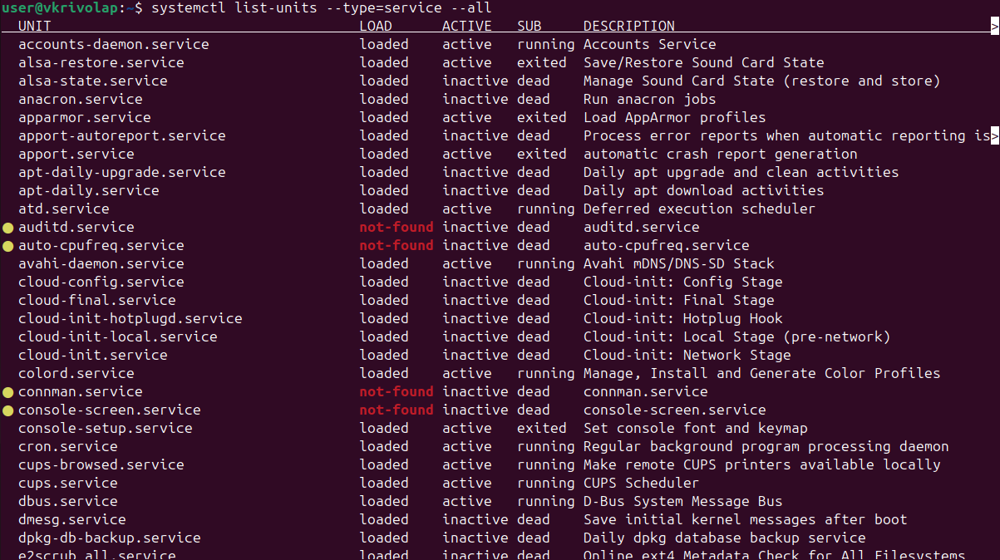 user@vkrivolap:~$ systemctl list-units --type=service --all
UNIT LOAD ACTIVE SUB DESCRIPTION >
accounts-daemon.service loaded active running Accounts Service
alsa-restore.service loaded active exited Save/Restore Sound Card State
alsa-state.service loaded inactive dead Manage Sound Card State (restore and store)
anacron.service loaded inactive dead Run anacron jobs
apparmor.service loaded active exited Load AppArmor profiles
apport-autoreport.service loaded inactive dead Process error reports when automatic reporting is>
apport.service loaded active exited automatic crash report generation
apt-daily-upgrade.service loaded inactive dead Daily apt upgrade and clean activities
apt-daily.service loaded inactive dead Daily apt download activities
atd.service loaded active running Deferred execution scheduler
● auditd.service not-found inactive dead auditd.service
● auto-cpufreq.service not-found inactive dead auto-cpufreq.service
avahi-daemon.service loaded active running Avahi mDNS/DNS-SD Stack
cloud-config.service loaded inactive dead Cloud-init: Config Stage
cloud-final.service loaded inactive dead Cloud-init: Final Stage
cloud-init-hotplugd.service loaded inactive dead Cloud-init: Hotplug Hook
cloud-init-local.service loaded inactive dead Cloud-init: Local Stage (pre-network)
cloud-init.service loaded inactive dead Cloud-init: Network Stage
colord.service loaded active running Manage, Install and Generate Color Profiles
● connman.service not-found inactive dead connman.service
● console-screen.service not-found inactive dead console-screen.service
console-setup.service loaded active exited Set console font and keymap
cron.service loaded active running Regular background program processing daemon
cups-browsed.service loaded active running Make remote CUPS printers available locally
cups.service loaded active running CUPS Scheduler
dbus.service loaded active running D-Bus System Message Bus
dmesg.service loaded inactive dead Save initial kernel messages after boot
dpkg-db-backup.service loaded inactive dead Daily dpkg database backup service
e2scrub_all.service loaded inactive dead Online ext4 Metadata Check for All Filesystems